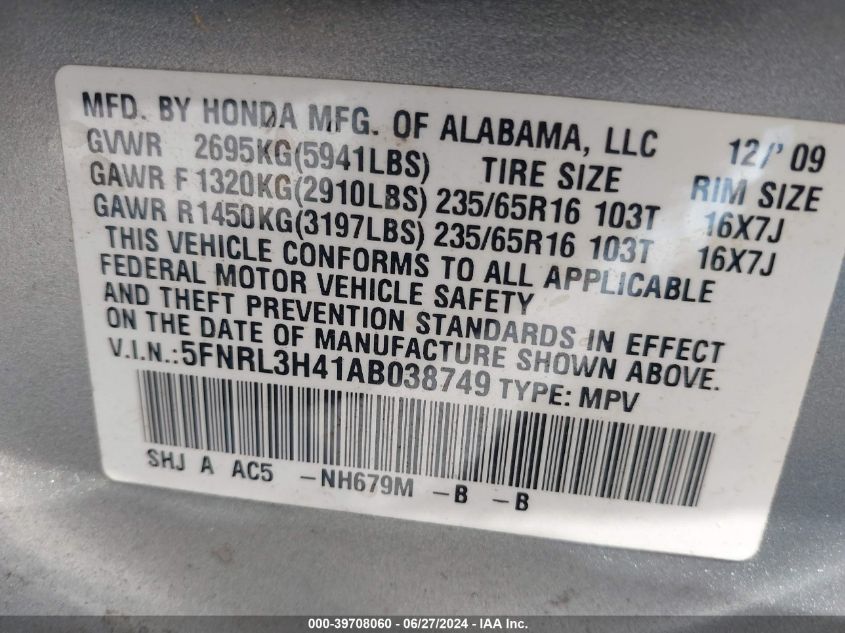 MFD. BY HONDA MFG. OF ALABAMA, LLC 12/'09
GVWR 2695KG(5941LBS) TIRE SIZE RIM SIZE
GAWR F 1320KG(2910LBS) 235/65R16 103T 16X7J
GAWR R1450KG(3197LBS) 235/65R16 103T 16X7J
THIS VEHICLE CONFORMS TO ALL APPLICABLE
FEDERAL MOTOR VEHICLE SAFETY
AND THEFT PREVENTION STANDARDS IN EFFECT
ON THE DATE OF MANUFACTURE SHOWN ABOVE.
V.I.N.:5FNRL3H41AB038749 TYPE: MPV
SHJ A AC5 -NH679M -B -B
000-39708060 - 06/27/2024 - IAA Inc.